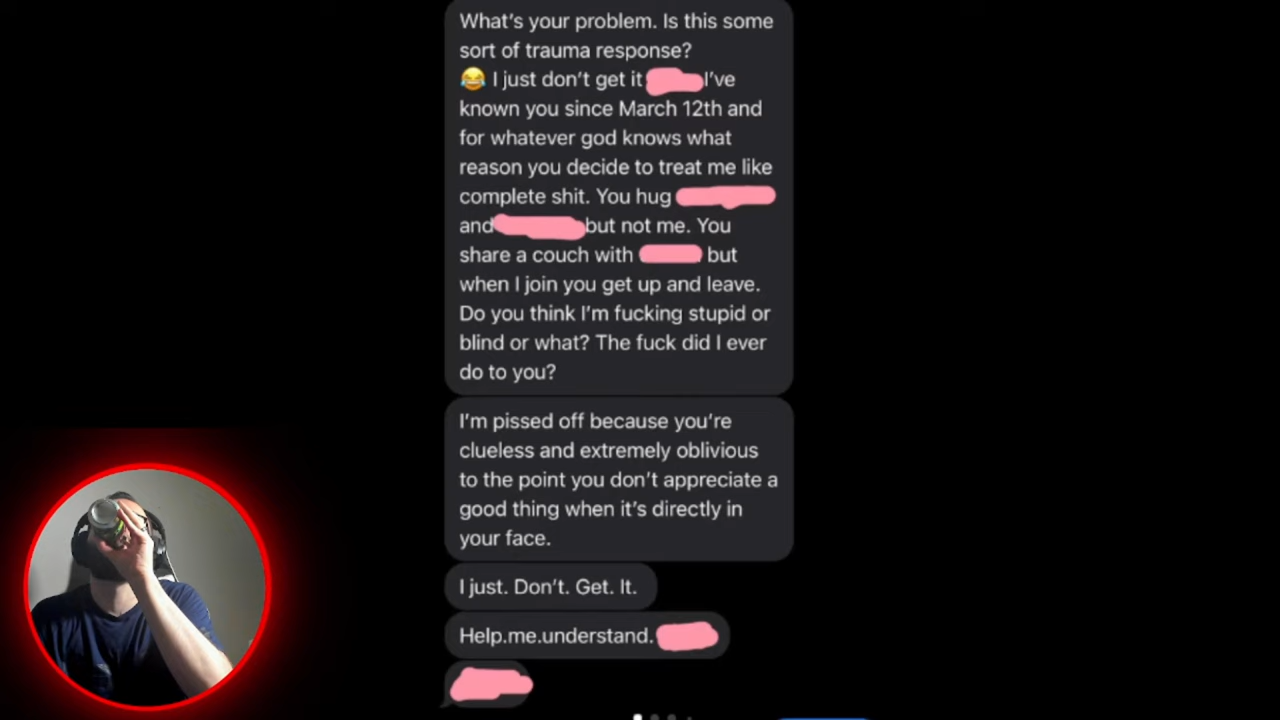 What’s your problem. Is this some
sort of trauma response?
😂 I just don’t get it I’ve
known you since March 12th and
for whatever god knows what
reason you decide to treat me like
complete shit. You hug
and but not me. You
share a couch with but
when I join you get up and leave.
Do you think I’m fucking stupid or
blind or what? The fuck did I ever
do to you?
I’m pissed off because you’re
clueless and extremely oblivious
to the point you don’t appreciate a
good thing when it’s directly in
your face.
I just. Don’t. Get. It.
Help.me.understand.